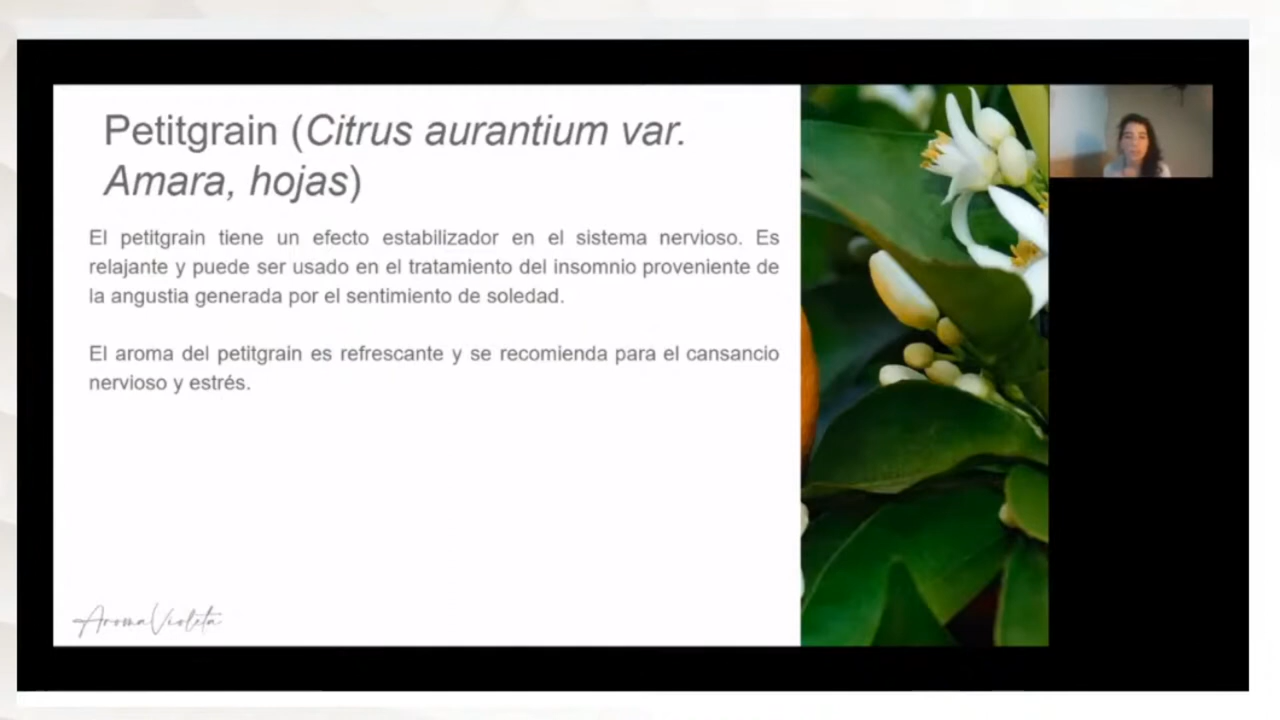 Petitgrain (Citrus aurantium var.
Amara, hojas)
El petitgrain tiene un efecto estabilizador en el sistema nervioso. Es
relajante y puede ser usado en el tratamiento del insomnio proveniente de
la angustia generada por el sentimiento de soledad.
El aroma del petitgrain es refrescante y se recomienda para el cansancio
nervioso y estrés.
AromaVioleta